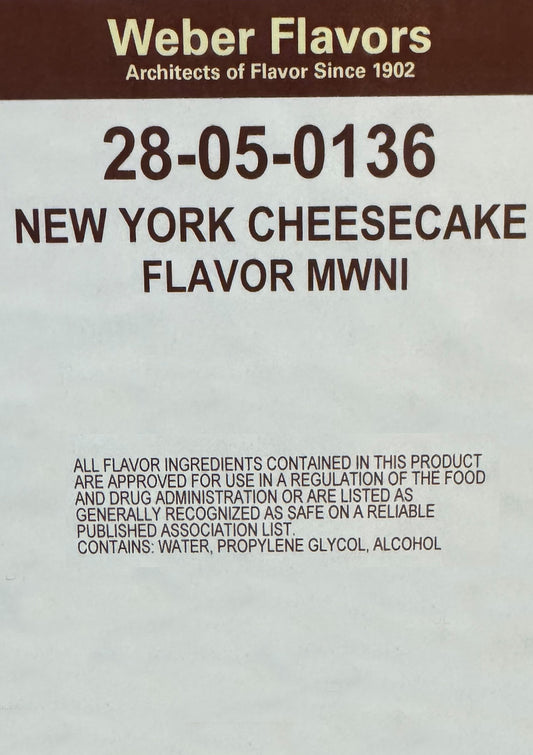 Weber Flavors
Architects of Flavor Since 1902
28-05-0136
NEW YORK CHEESECAKE
FLAVOR MWNI
ALL FLAVOR INGREDIENTS CONTAINED IN THIS PRODUCT
ARE APPROVED FOR USE IN A REGULATION OF THE FOOD
AND DRUG ADMINISTRATION OR ARE LISTED AS
GENERALLY RECOGNIZED AS SAFE ON A RELIABLE
PUBLISHED ASSOCIATION LIST.
CONTAINS: WATER, PROPYLENE GLYCOL, ALCOHOL